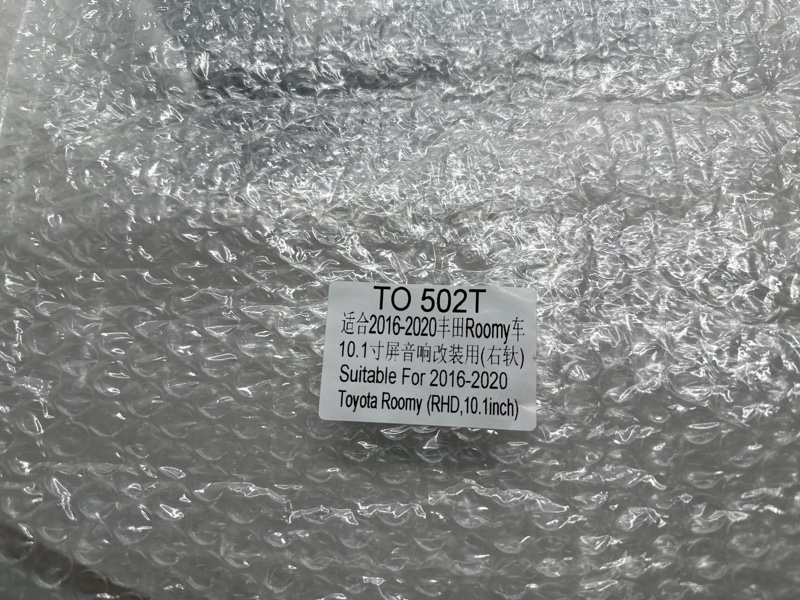 TO 502T
适合2016-2020丰田Roomy车
10.1寸屏音响改装用(右钛)
Suitable For 2016-2020
Toyota Roomy (RHD,10.1inch)